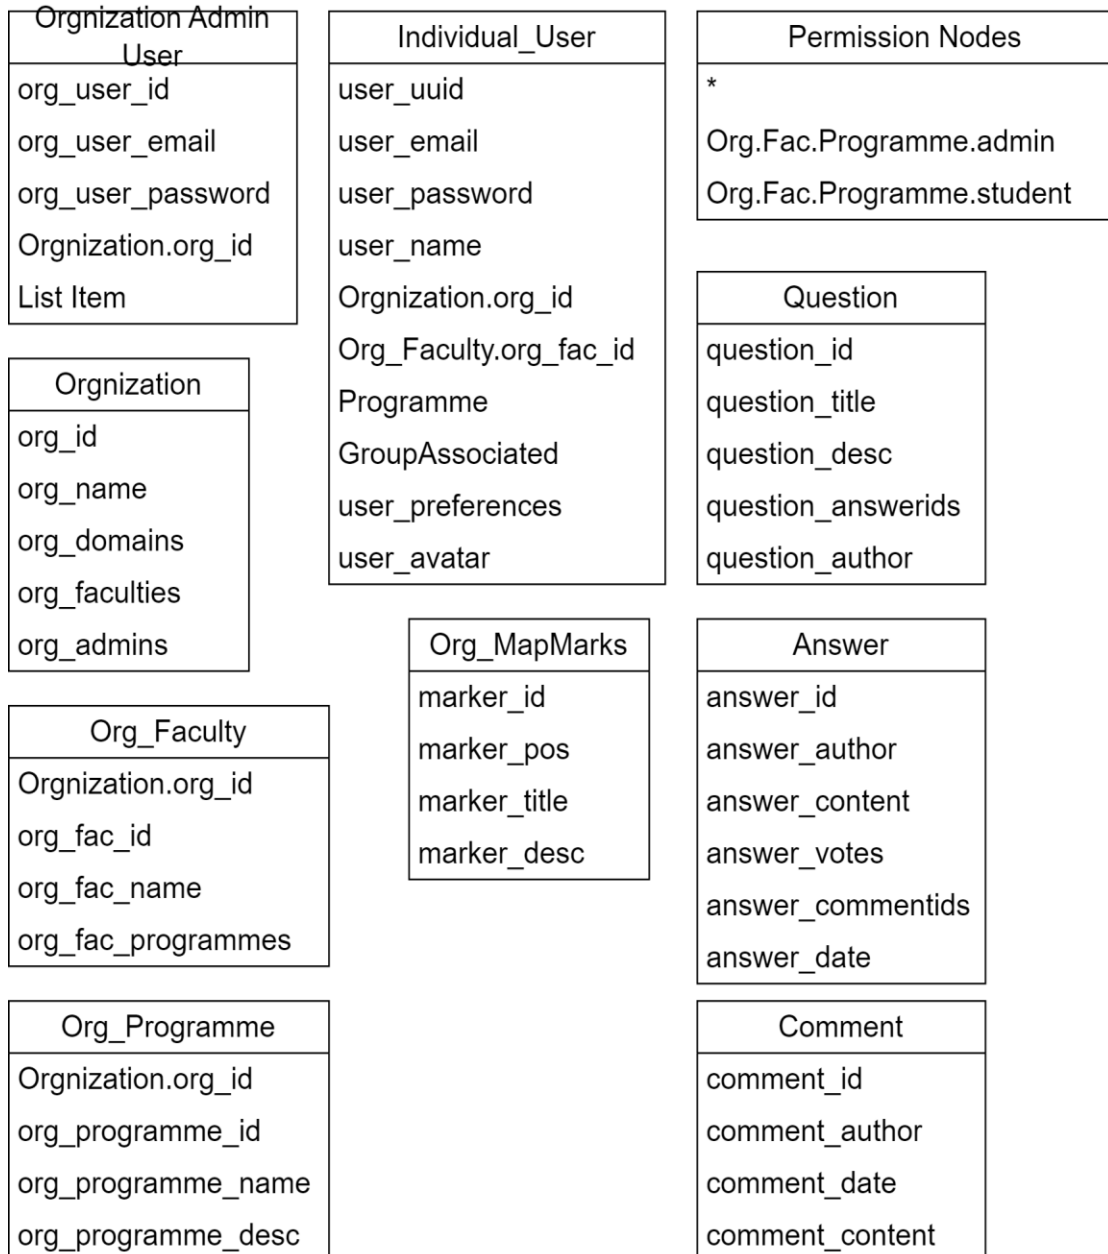 Orgnization Admin
User
org_user_id
org_user_email
org_user_password
Orgnization.org_id
List Item
Orgnization
org_id
org_name
org_domains
org_faculties
org_admins
Org_Faculty
Orgnization.org_id
org_fac_id
org_fac_name
org_fac_programmes
Org_Programme
Orgnization.org_id
org_programme_id
org_programme_name
org_programme_desc
Individual_User
user_uuid
user_email
user_password
user_name
Orgnization.org_id
Org_Faculty.org_fac_id
Programme
GroupAssociated
user_preferences
user_avatar
Org_MapMarks
marker_id
marker_pos
marker_title
marker_desc
Permission Nodes
*
Org.Fac.Programme.admin
Org.Fac.Programme.student
Question
question_id
question_title
question_desc
question_answerids
question_author
Answer
answer_id
answer_author
answer_content
answer_votes
answer_commentids
answer_date
Comment
comment_id
comment_author
comment_date
comment_content